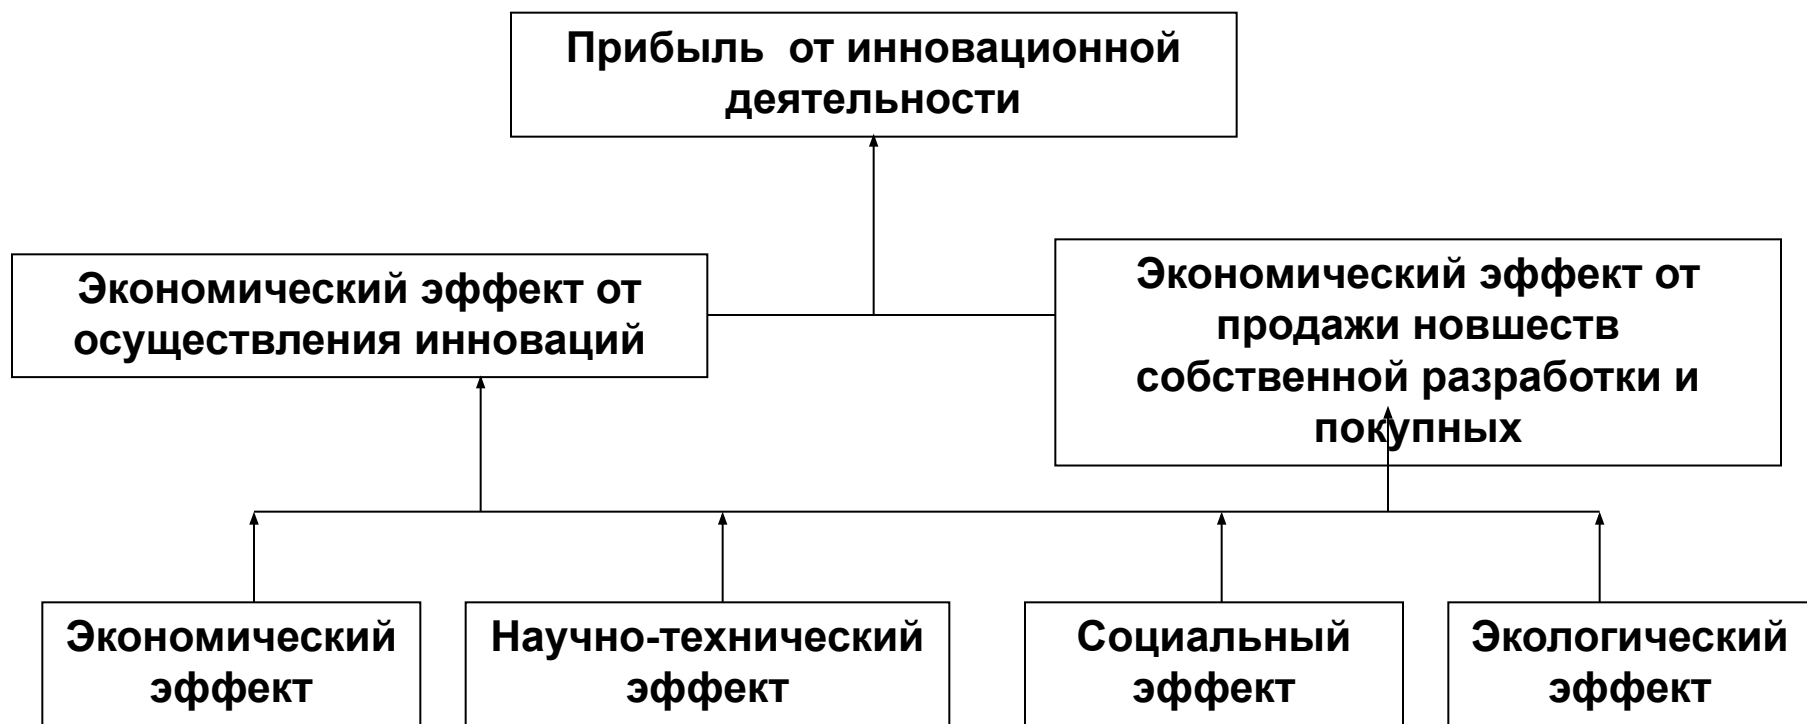 Прибыль от инновационной
деятельности
Экономический эффект от
осуществления инноваций
Экономический эффект от
продажи новшеств
собственной разработки и
покупных
Экономический
эффект
Научно-технический
эффект
Социальный
эффект
Экологический
эффект